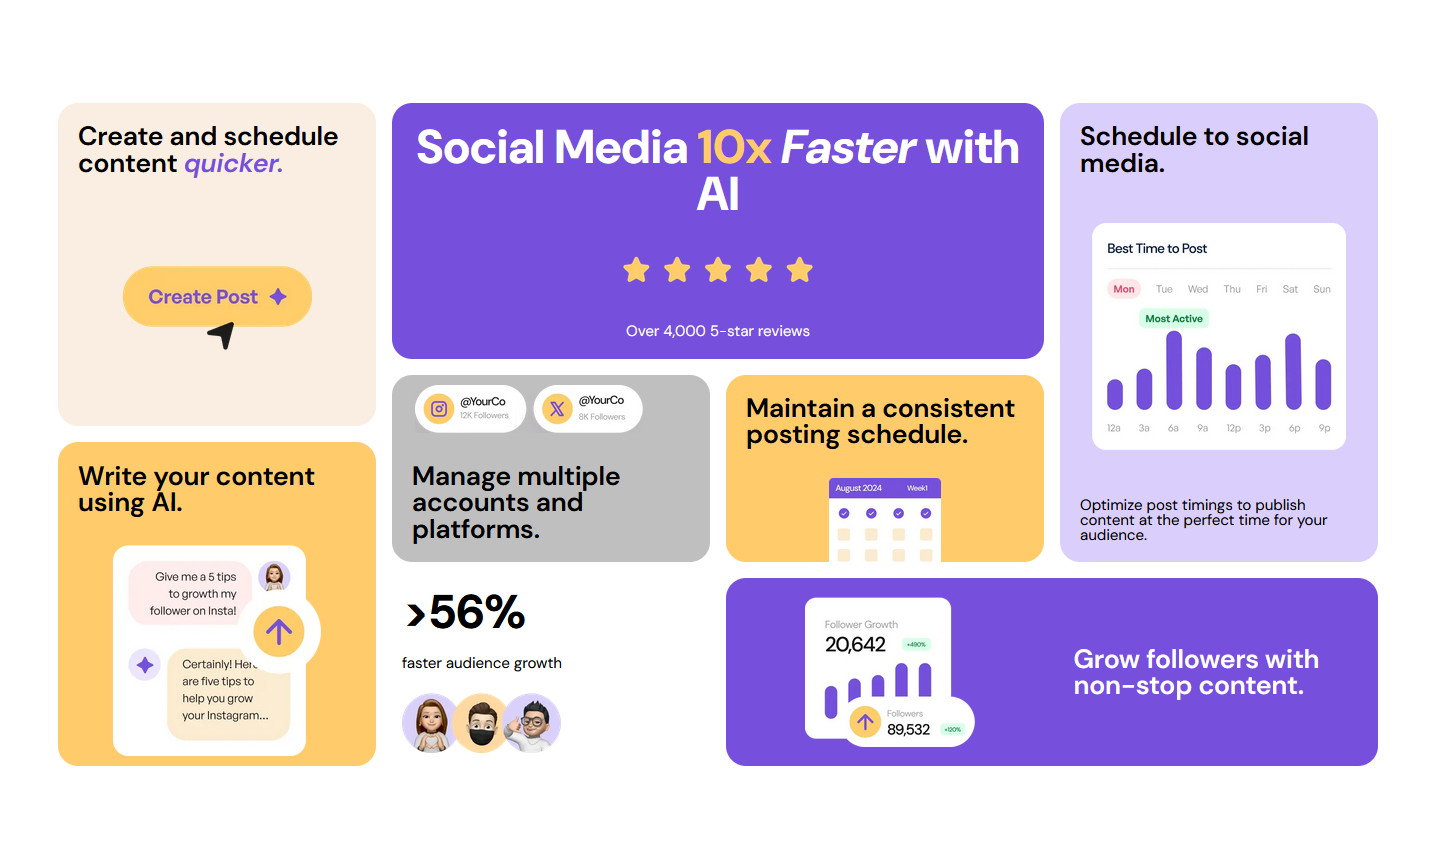 Create and schedule
content quicker.
Create Post
Social Media 10x Faster with
AI
Over 4,000 5-star reviews
Schedule to social
media.
Best Time to Post
Mon Tue Wed Thu Fri Sat Sun
Most Active
12a 3a 6a 9a 12p 3p 6p 9p
Optimize post timings to publish
content at the perfect time for your
audience.
Write your content
using AI.
Give me a 5 tips
to growth my
follower on Insta!
Certainly! Here
are five tips to
help you grow
your Instagram...
@YourCo
12K Followers
@YourCo
8K Followers
Manage multiple
accounts and
platforms.
Maintain a consistent
posting schedule.
August 2024 Week1
>56%
faster audience growth
Follower Growth
20,642 +490%
Followers
89,532 +120%
Grow followers with
non-stop content.